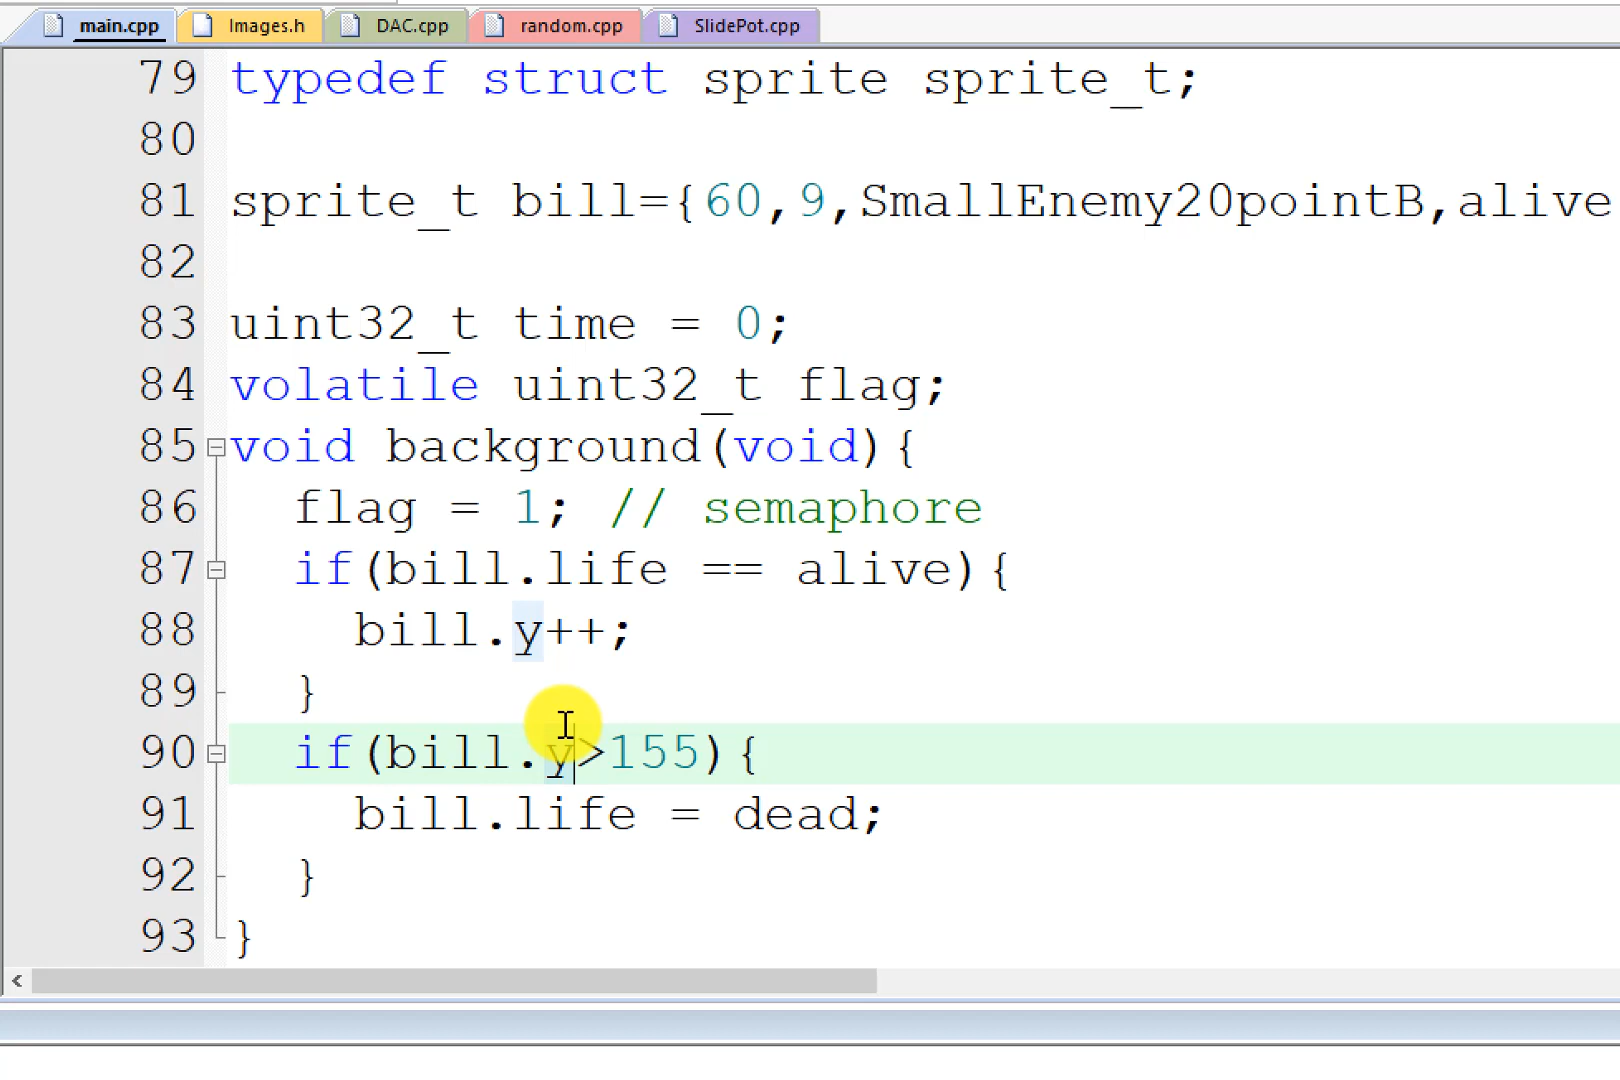 main.cpp Images.h DAC.cpp random.cpp SlidePot.cpp
79 typedef struct sprite sprite_t;
80
81 sprite_t bill={60,9,SmallEnemy20pointB,alive
82
83 uint32_t time = 0;
84 volatile uint32_t flag;
85 void background(void){
86   flag = 1; // semaphore
87   if(bill.life == alive){
88     bill.y++;
89   }
90   if(bill.y>155){
91     bill.life = dead;
92   }
93 }